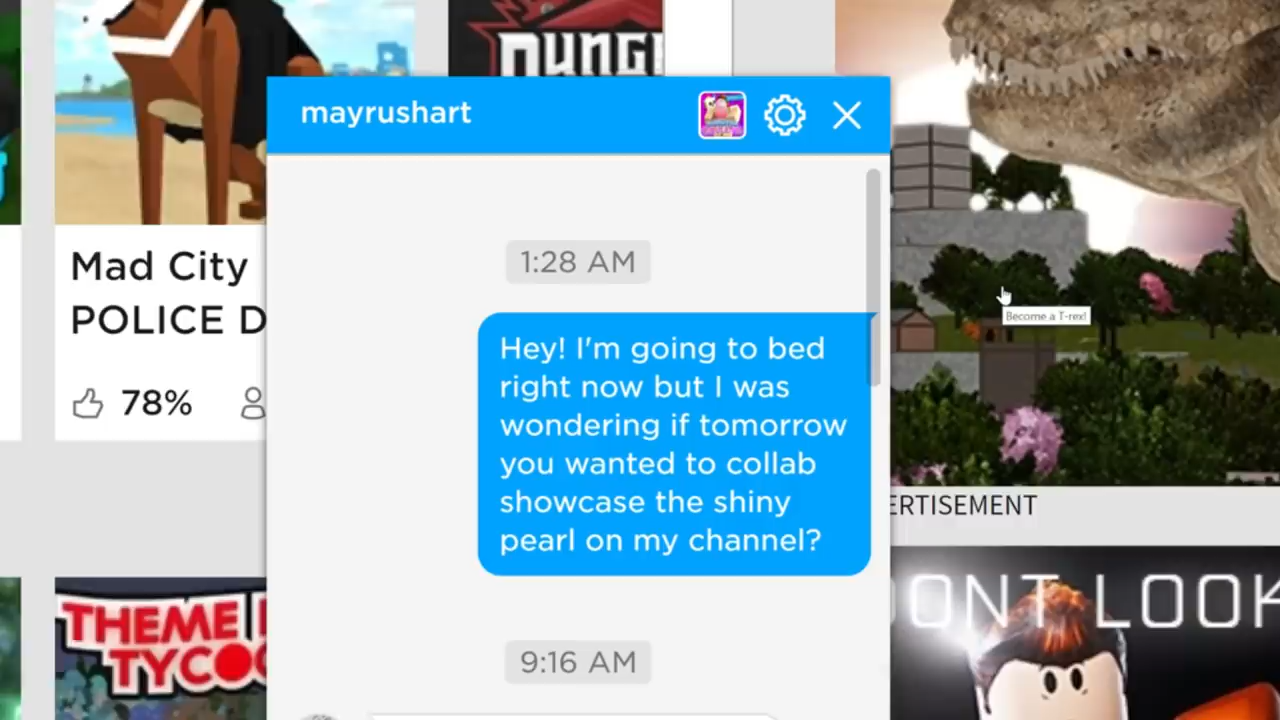 DUNG
mayrushart
1:28 AM
Mad City
POLICE D
Become a T-rex!
Hey! I'm going to bed
right now but I was
wondering if tomorrow
you wanted to collab
showcase the shiny
pearl on my channel?
78%
ERTISEMENT
THEME
TYCOO
DONT LOOK
9:16 AM